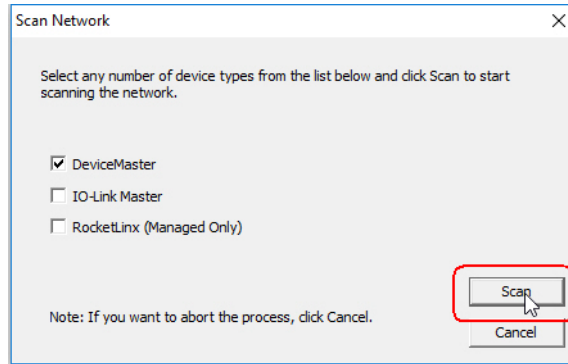 Scan Network
Select any number of device types from the list below and click Scan to start
scanning the network.
DeviceMaster
IO-Link Master
RocketLinx (Managed Only)
Scan
Note: If you want to abort the process, click Cancel.
Cancel